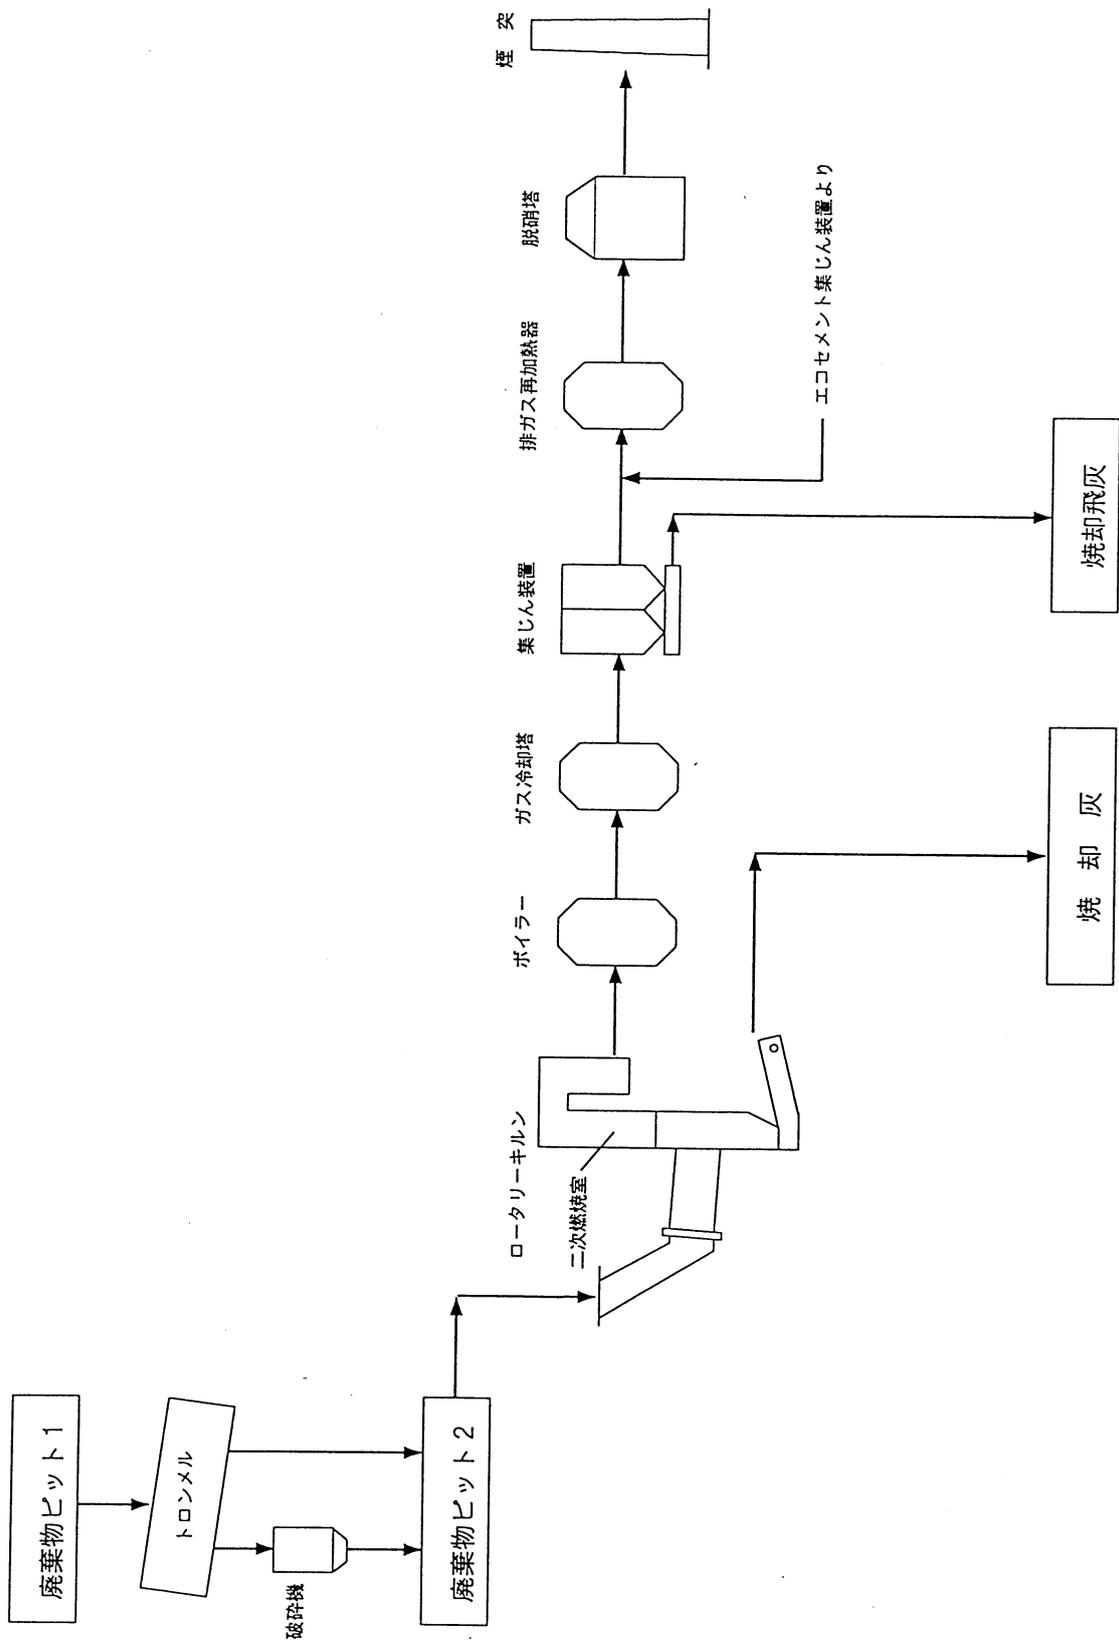 廃棄物ピット1
トロンメル
破砕機
廃棄物ピット2
ロータリーキルン
二次燃焼室
ボイラー
ガス冷却塔
集じん装置
排ガス再加熱器
脱硝塔
煙突
エコセメント集じん装置より
焼却灰
焼却飛灰